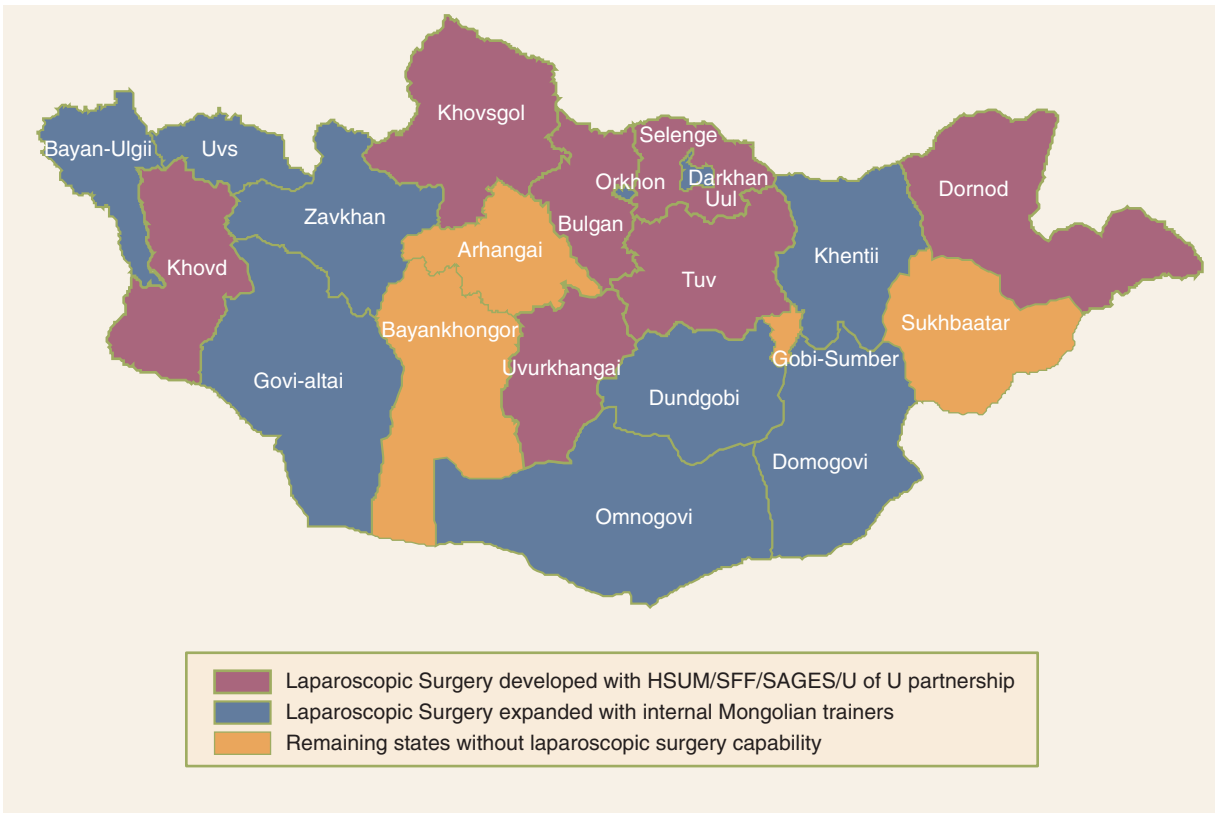 Khovsgol
Selenge
Bayan-Ulgii
Uvs
Orkhon
Darkhan
Uul
Dornod
Zavkhan
Bulgan
Arhangai
Khentii
Khovd
Tuv
Bayankhongor
Sukhbaatar
Uvurkhangai
Gobi-Sumber
Govi-altai
Dundgobi
Domogovi
Omnogovi
Laparoscopic Surgery developed with HSUM/SFF/SAGES/U of U partnership
Laparoscopic Surgery expanded with internal Mongolian trainers
Remaining states without laparoscopic surgery capability